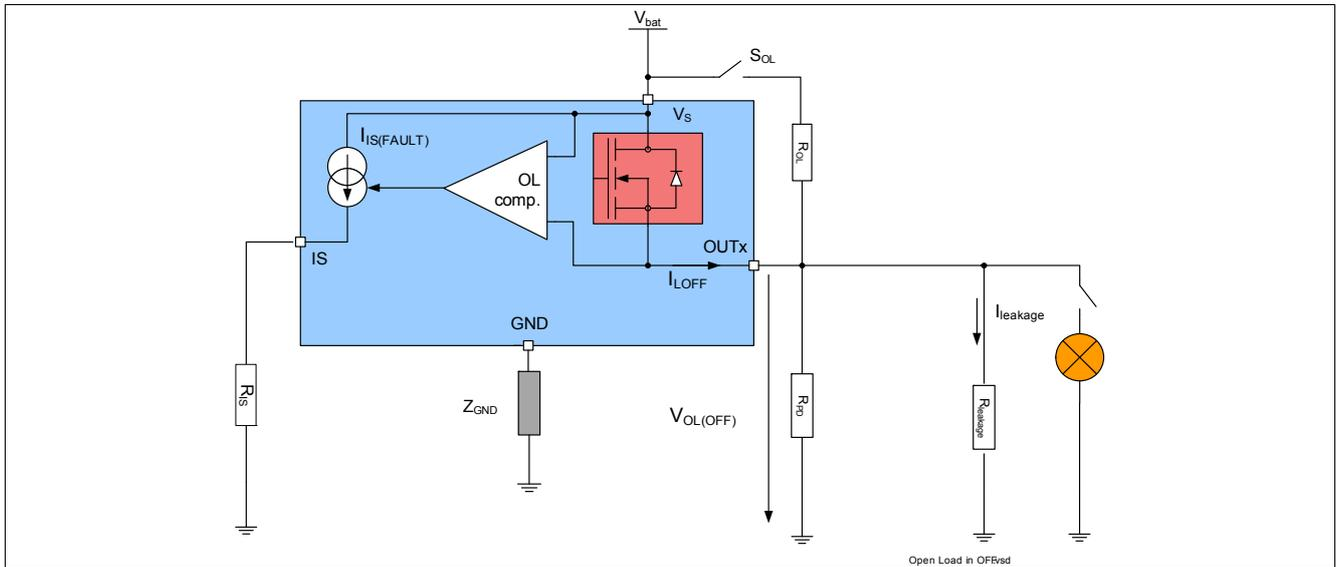 Vbat
SOL
VS
IIS(FAULT)
ROL
OL
comp.
OUTx
IS
ILOFF
GND
Ileakage
RIS
ZGND
VOL(OFF)
RPD
Rleakage
Open Load in OFF.vsd